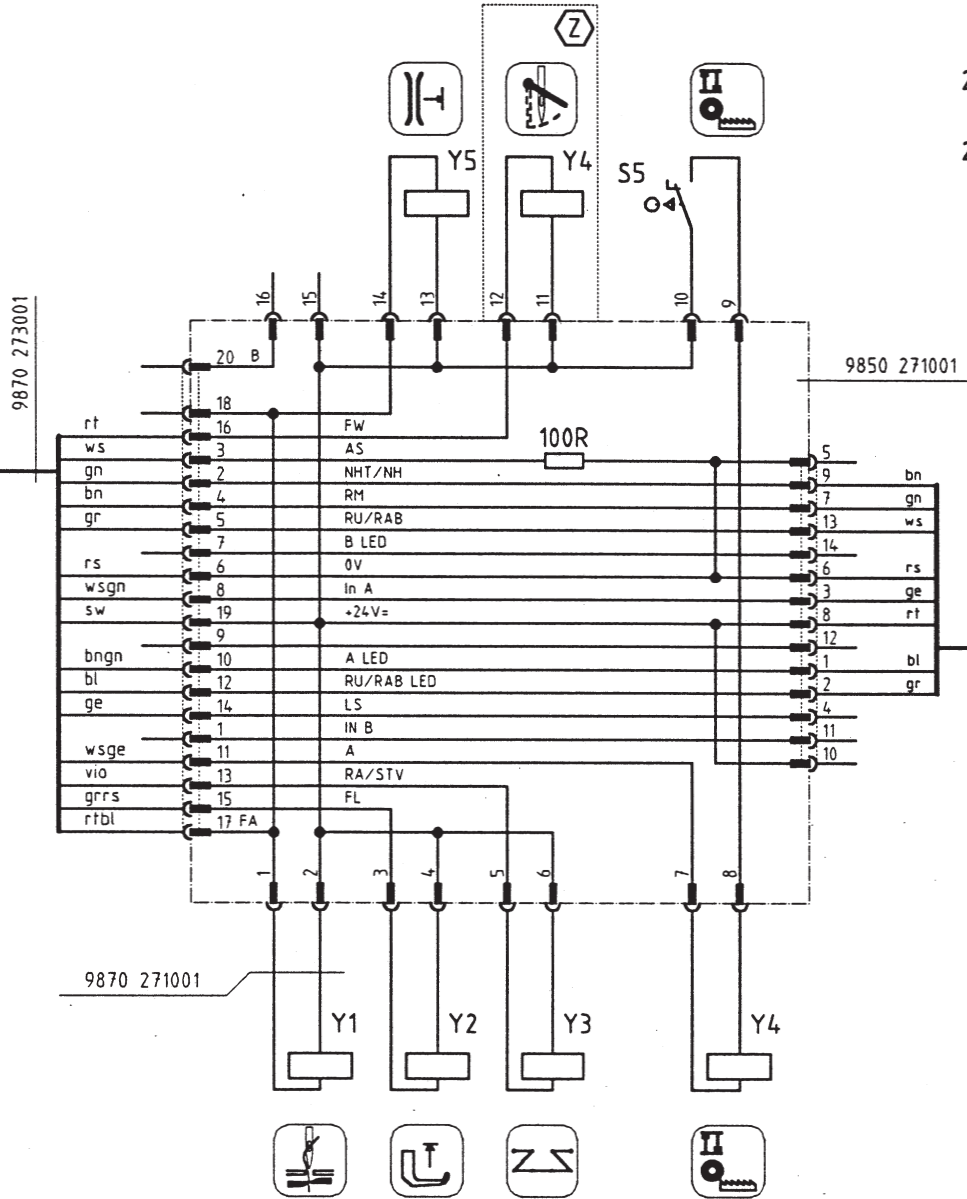 Z
2
2
Y5
Y4
S5
16
15
14
13
12
11
10
9
9870 273001
20 B
9850 271001
18
rt 16 FW
ws 3 AS 100R 5
gn 2 NHT/NH 9 bn
bn 4 RM 7 gn
gr 5 RU/RAB 13 ws
7 B LED 14
rs 6 0V 6 rs
wsgn 8 In A 3 ge
sw 19 +24V= 8 rt
9 12
bngn 10 A LED 1 bl
bl 12 RU/RAB LED 2 gr
ge 14 LS 4
1 IN B 11
wsge 11 A 10
vio 13 RA/STV
grrs 15 FL
rtbl 17 FA
1
2
3
4
5
6
7
8
9870 271001
Y1
Y2
Y3
Y4